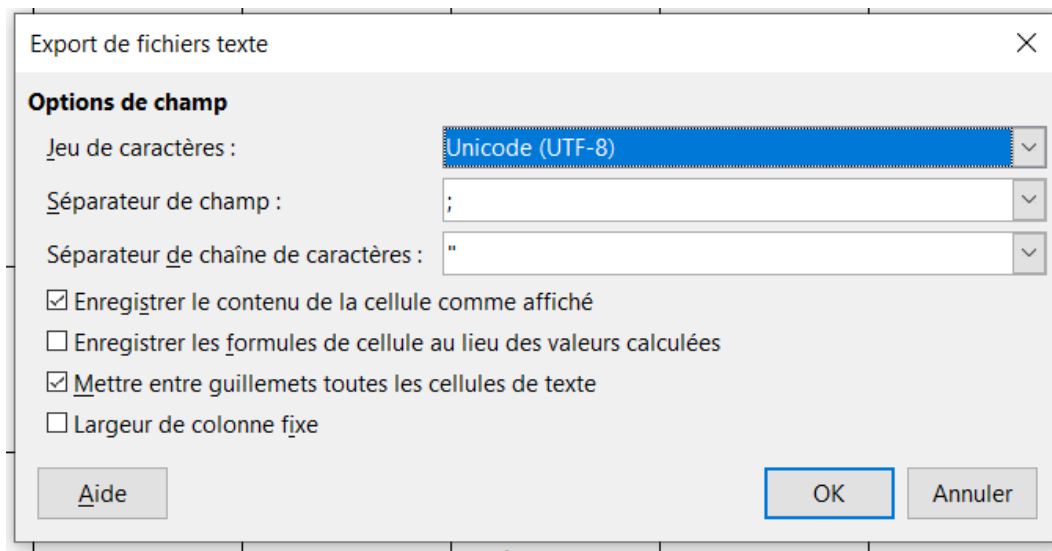 Export de fichiers texte
Options de champ
Jeu de caractères :
Unicode (UTF-8)
Séparateur de champ :
;
Séparateur de chaîne de caractères :
"
Enregistrer le contenu de la cellule comme affiché
Enregistrer les formules de cellule au lieu des valeurs calculées
Mettre entre guillemets toutes les cellules de texte
Largeur de colonne fixe
Aide
OK
Annuler